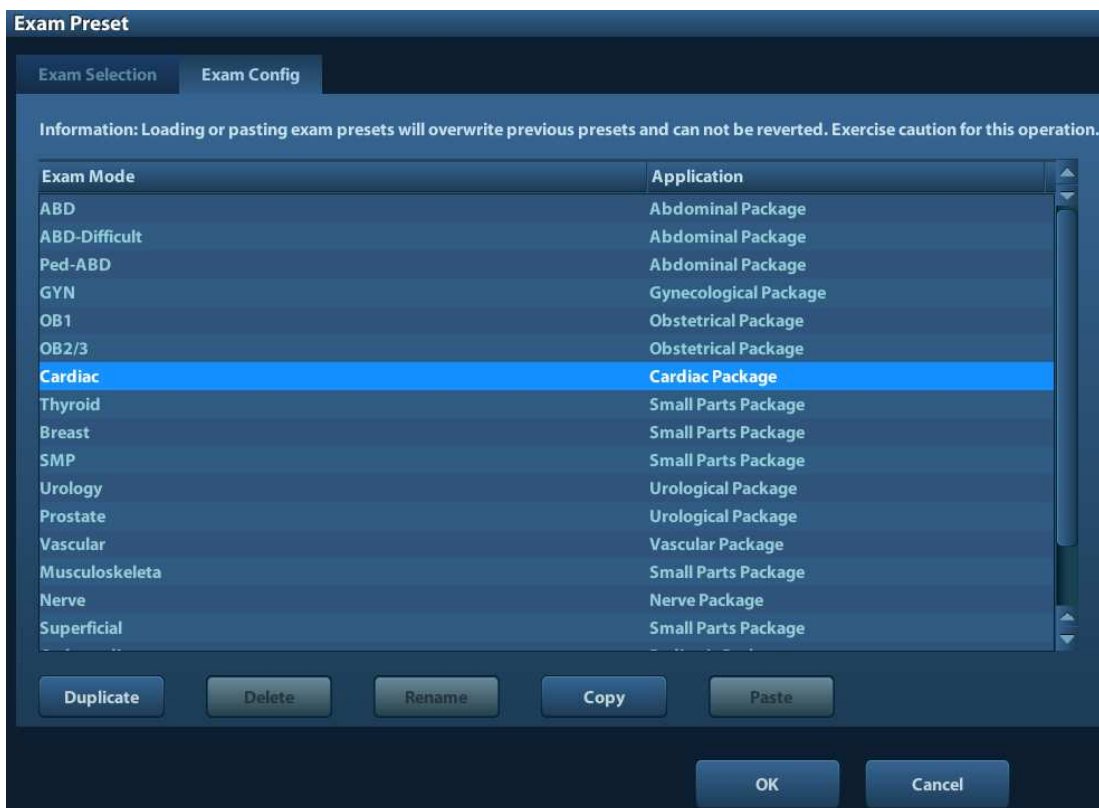 Exam Preset
Exam Selection Exam Config
Information: Loading or pasting exam presets will overwrite previous presets and can not be reverted. Exercise caution for this operation.
Exam Mode Application
ABD Abdominal Package
ABD-Difficult Abdominal Package
Ped-ABD Abdominal Package
GYN Gynecological Package
OB1 Obstetrical Package
OB2/3 Obstetrical Package
Cardiac Cardiac Package
Thyroid Small Parts Package
Breast Small Parts Package
SMP Small Parts Package
Urology Urological Package
Prostate Urological Package
Vascular Vascular Package
Musculoskeleta Small Parts Package
Nerve Nerve Package
Superficial Small Parts Package
Duplicate Delete Rename Copy Paste
OK Cancel